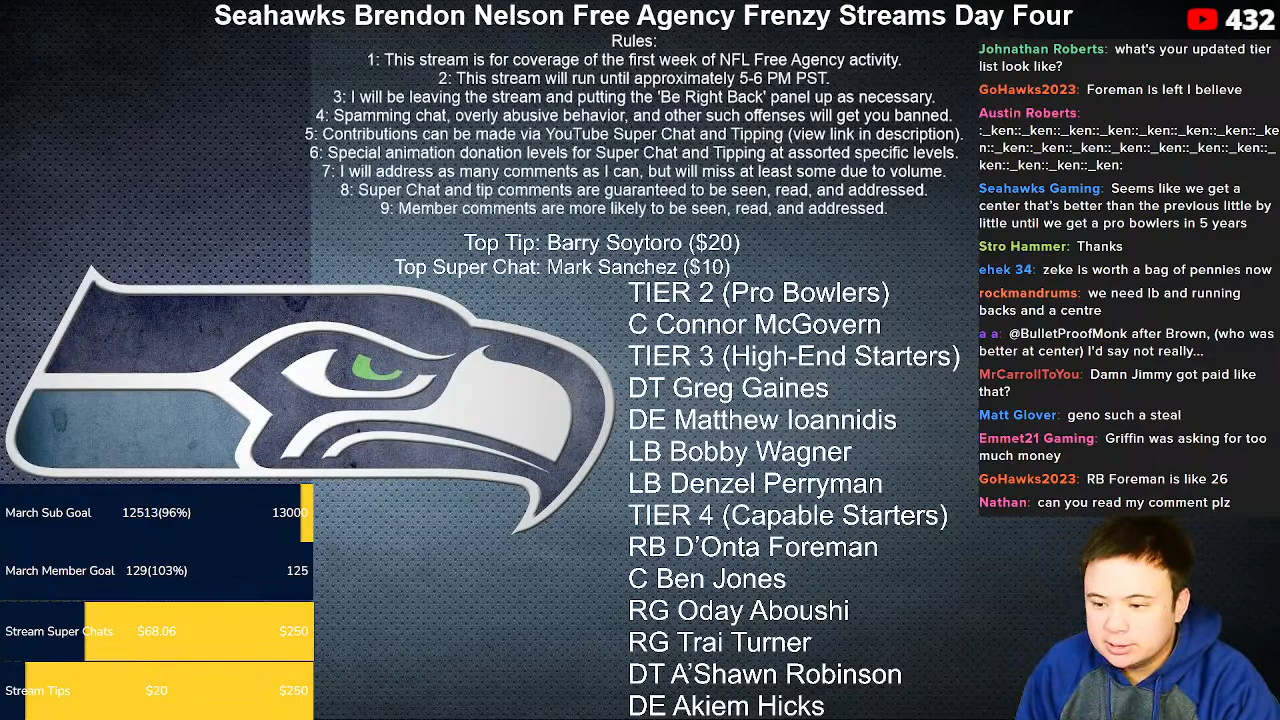 Seahawks Brendon Nelson Free Agency Frenzy Streams Day Four
432
Rules:
1: This stream is for coverage of the first week of NFL Free Agency activity.
2: This stream will run until approximately 5-6 PM PST.
3: I will be leaving the stream and putting the 'Be Right Back' panel up as necessary.
4: Spamming chat, overly abusive behavior, and other such offenses will get you banned.
5: Contributions can be made via YouTube Super Chat and Tipping (view link in description).
6: Special animation donation levels for Super Chat and Tipping at assorted specific levels.
7: I will address as many comments as I can, but will miss at least some due to volume.
8: Super Chat and tip comments are guaranteed to be seen, read, and addressed.
9: Member comments are more likely to be seen, read, and addressed.
Top Tip: Barry Soytoro ($20)
Top Super Chat: Mark Sanchez ($10)
TIER 2 (Pro Bowlers)
C Connor McGovern
TIER 3 (High-End Starters)
DT Greg Gaines
DE Matthew Ioannidis
LB Bobby Wagner
LB Denzel Perryman
TIER 4 (Capable Starters)
RB D'Onta Foreman
C Ben Jones
RG Oday Aboushi
RG Trai Turner
DT A'Shawn Robinson
DE Akiem Hicks
March Sub Goal 12513(96%) 13000
March Member Goal 129(103%) 125
Stream Super Chats $68.06 $250
Stream Tips $20 $250
Johnathan Roberts: what's your updated tier
list look like?
GoHawks2023: Foreman is left I believe
Austin Roberts:
:_ken::_ken::_ken::_ken::_ken::_ken::_ken::_ken::_ke
n::_ken::_ken::_ken::_ken::_ken::_ken::_ken::_ken::_
ken::_ken::_ken::_ken:
Seahawks Gaming: Seems like we get a
center that's better than the previous little by
little until we get a pro bowlers in 5 years
Stro Hammer: Thanks
ehek 34: zeke is worth a bag of pennies now
rockmandrums: we need lb and running
backs and a centre
a a: @BulletProofMonk after Brown, (who was
better at center) I'd say not really...
MrCarrollToYou: Damn Jimmy got paid like
that?
Matt Glover: geno such a steal
Emmet21 Gaming: Griffin was asking for too
much money
GoHawks2023: RB Foreman is like 26
Nathan: can you read my comment plz